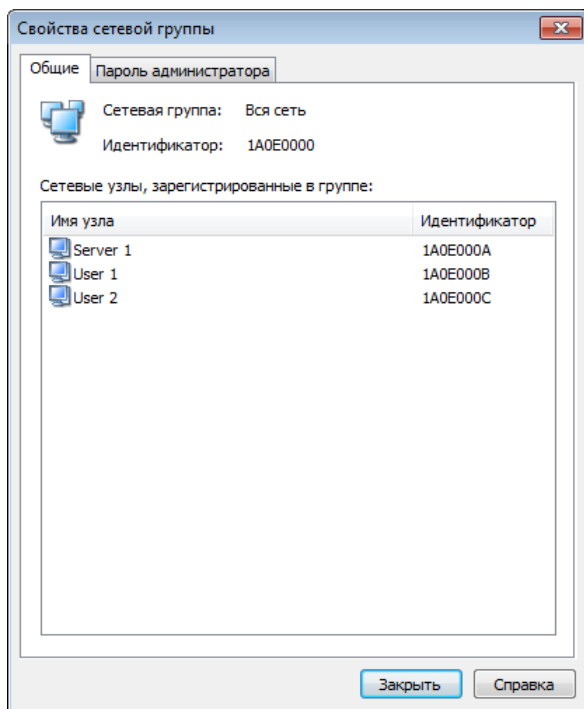 Свойства сетевой группы
Общие Пароль администратора
Сетевая группа: Вся сеть
Идентификатор: 1A0E0000
Сетевые узлы, зарегистрированные в группе:
Имя узла Идентификатор
Server 1 1A0E000A
User 1 1A0E000B
User 2 1A0E000C
Закрыть Справка